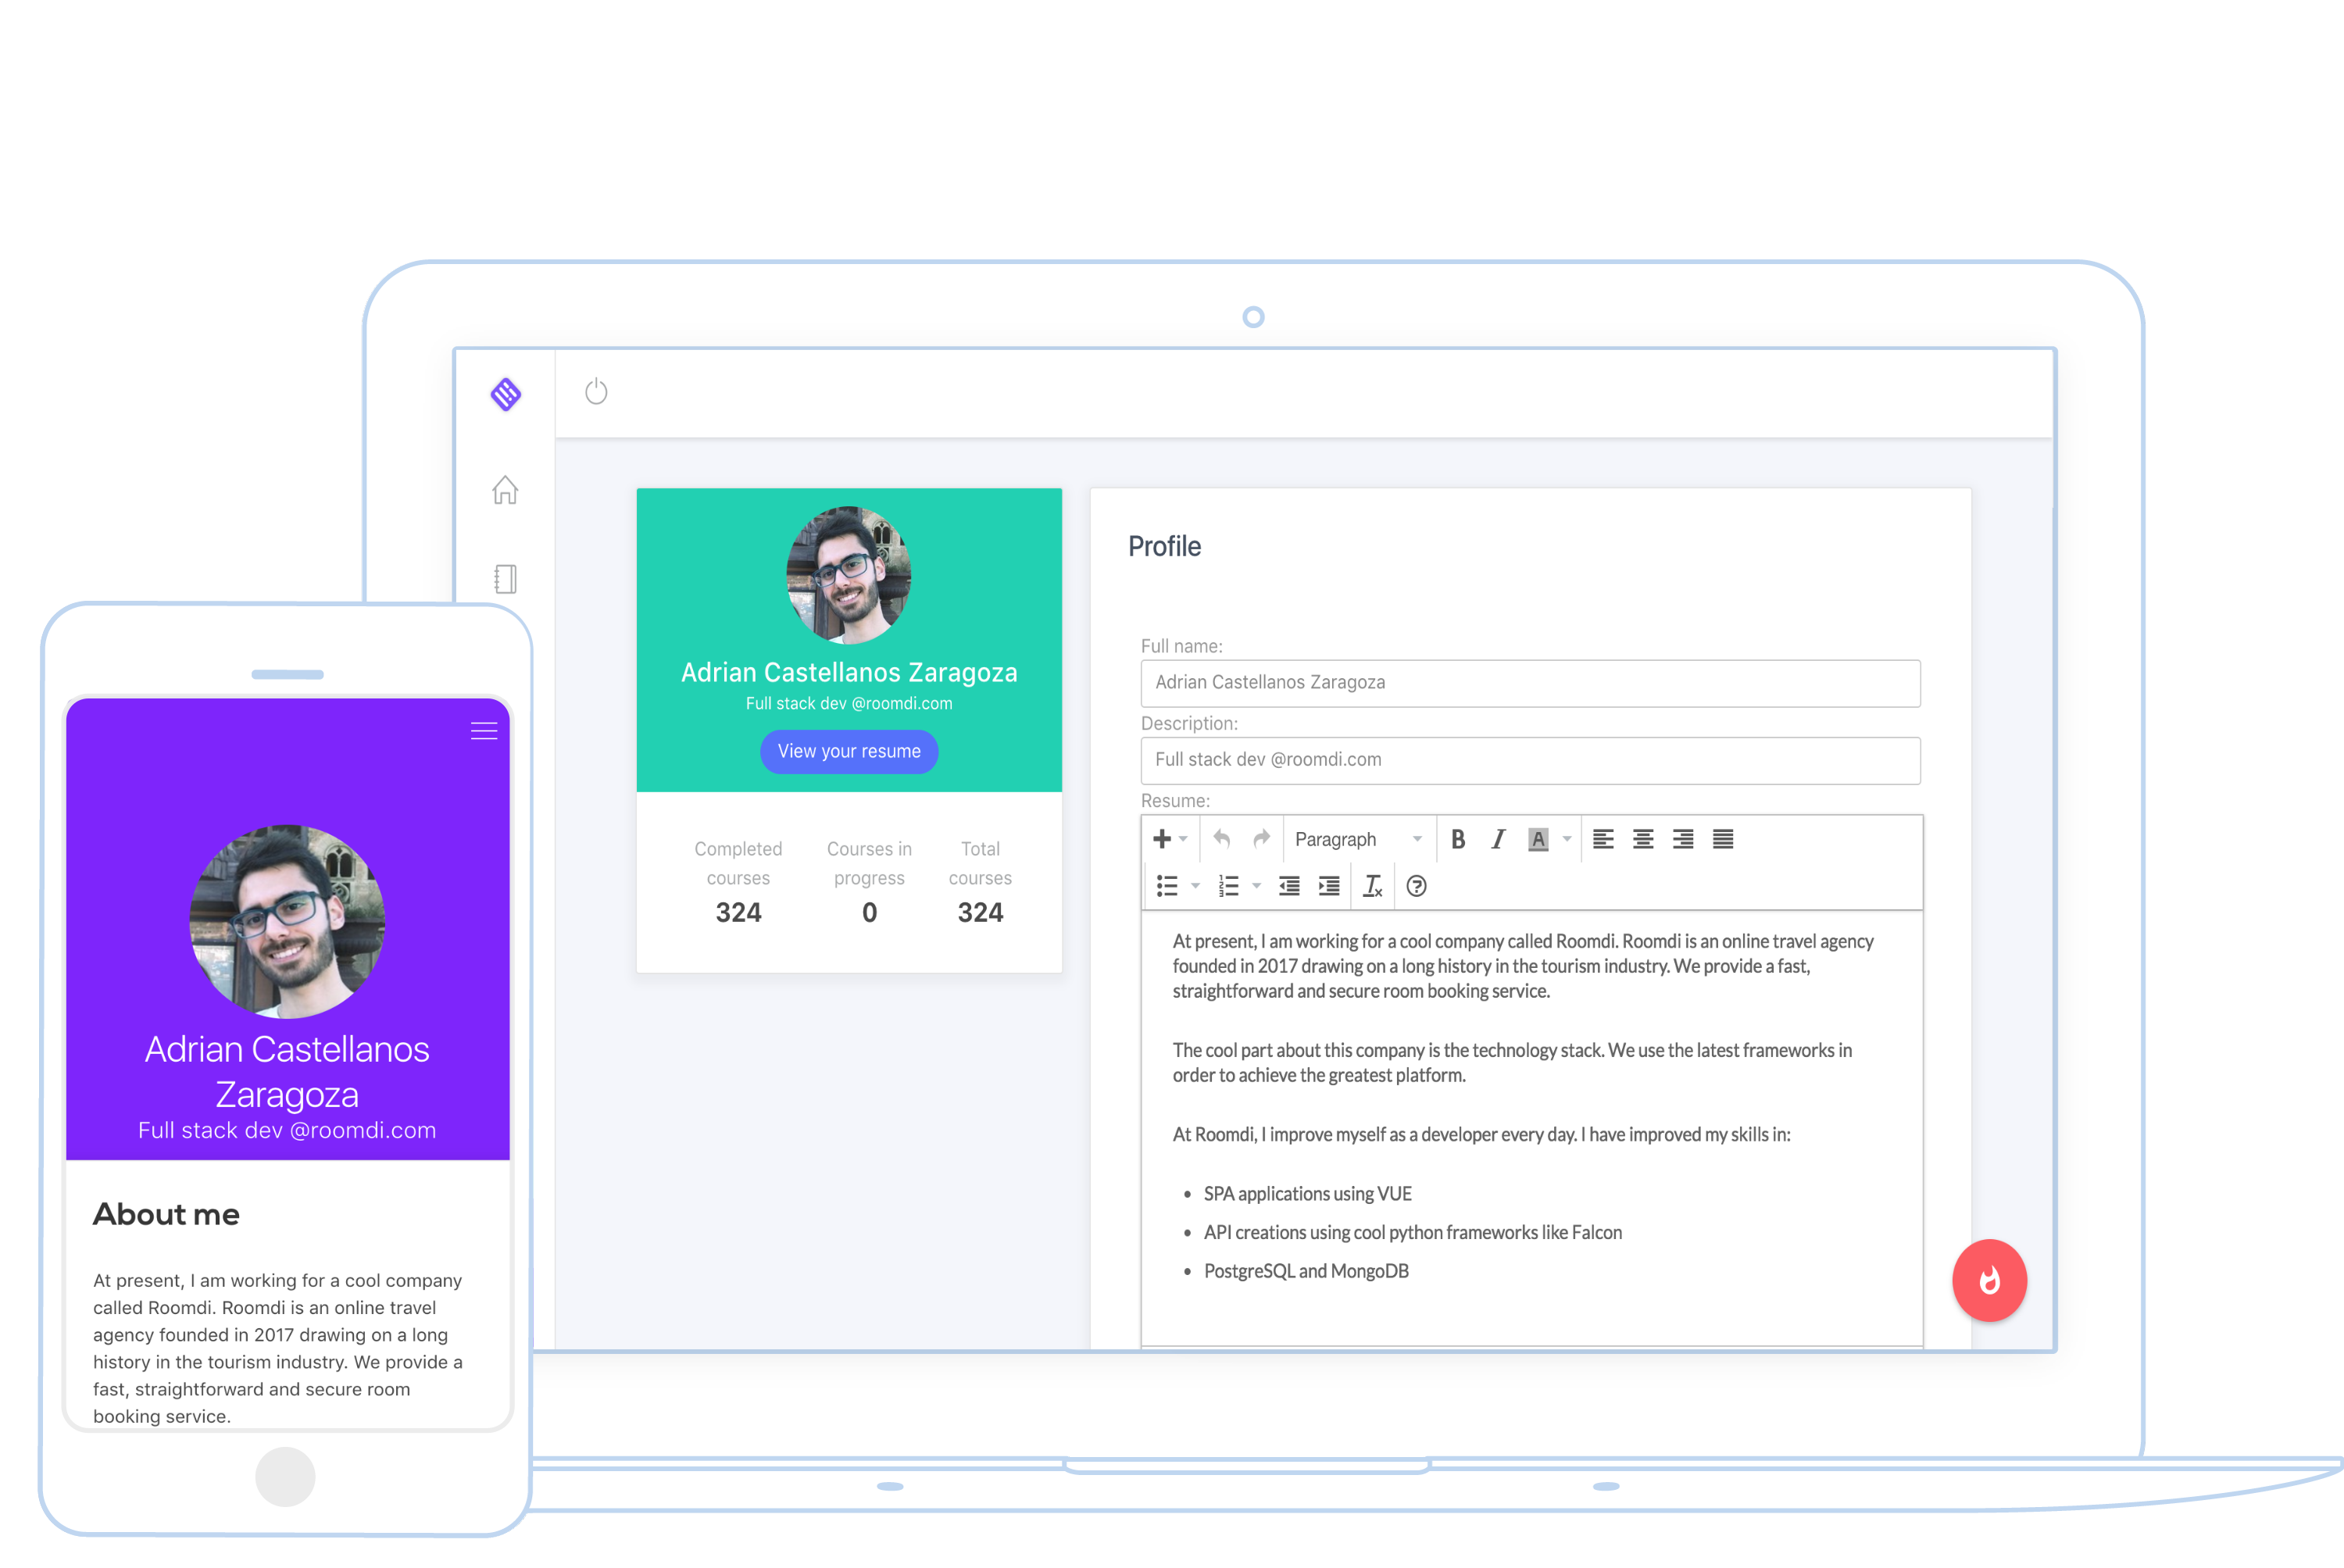 Adrian Castellanos Zaragoza
Full stack dev @roomdi.com
View your resume
Completed courses
324
Courses in progress
0
Total courses
324
Profile
Full name:
Adrian Castellanos Zaragoza
Description:
Full stack dev @roomdi.com
Resume:
Paragraph
B I A
At present, I am working for a cool company called Roomdi. Roomdi is an online travel agency
founded in 2017 drawing on a long history in the tourism industry. We provide a fast,
straightforward and secure room booking service.
The cool part about this company is the technology stack. We use the latest frameworks in
order to achieve the greatest platform.
At Roomdi, I improve myself as a developer every day. I have improved my skills in:
• SPA applications using VUE
• API creations using cool python frameworks like Falcon
• PostgreSQL and MongoDB
Adrian Castellanos
Zaragoza
Full stack dev @roomdi.com
About me
At present, I am working for a cool company
called Roomdi. Roomdi is an online travel
agency founded in 2017 drawing on a long
history in the tourism industry. We provide a
fast, straightforward and secure room
booking service.